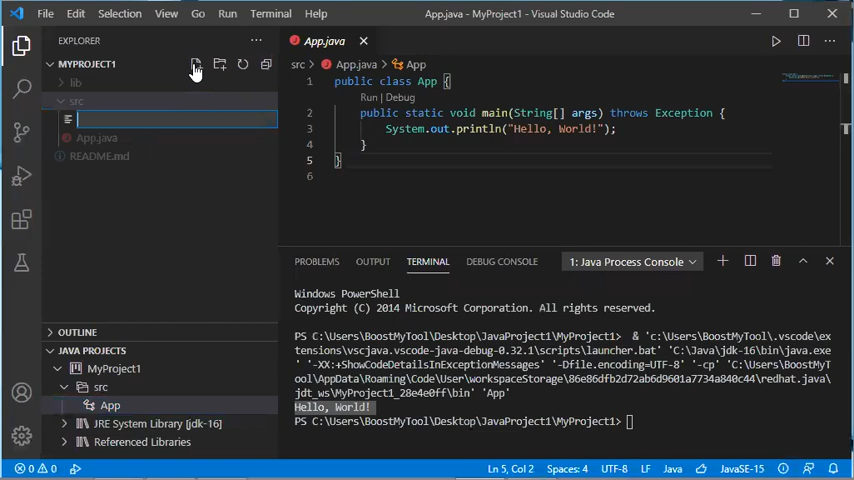 File Edit Selection View Go Run Terminal Help App.java - MyProject1 - Visual Studio Code
EXPLORER
MYPROJECT1
lib
src
App.java
README.md
OUTLINE
JAVA PROJECTS
MyProject1
src
App
JRE System Library [jdk-16]
Referenced Libraries
App.java
src > App.java > App
1 public class App {
Run | Debug
2 public static void main(String[] args) throws Exception {
3 System.out.println("Hello, World!");
4 }
5 }
6
PROBLEMS OUTPUT TERMINAL DEBUG CONSOLE 1: Java Process Console
Windows PowerShell
Copyright (C) 2014 Microsoft Corporation. All rights reserved.
PS C:\Users\BoostMyTool\Desktop\JavaProject1\MyProject1> & 'c:\Users\BoostMyTool\.vscode\ex
tensions\vscjava.vscode-java-debug-0.32.1\scripts\launcher.bat' 'C:\Java\jdk-16\bin\java.exe
' '-XX:+ShowCodeDetailsInExceptionMessages' '-Dfile.encoding=UTF-8' '-cp' 'C:\Users\BoostMyT
ool\AppData\Roaming\Code\User\workspaceStorage\86e86dfb2d72ab6d9601a7734a840c44\redhat.java\
jdt_ws\MyProject1_28e4e0ff\bin' 'App'
Hello, World!
PS C:\Users\BoostMyTool\Desktop\JavaProject1\MyProject1>
0 0 Ln 5, Col 2 Spaces: 4 UTF-8 LF Java JavaSE-15